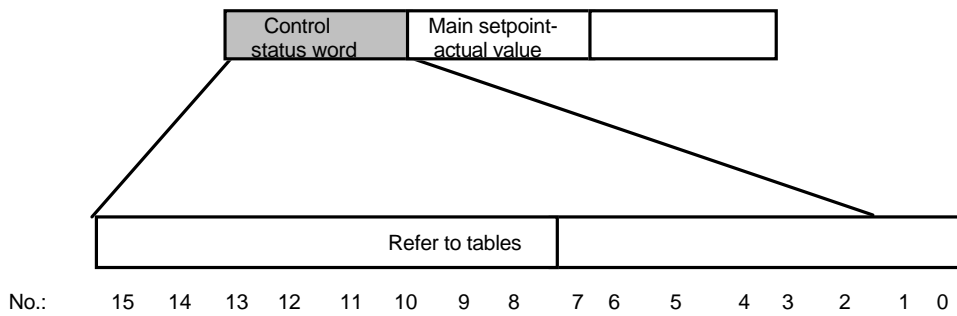 Control
status word
Main setpoint-
actual value
Refer to tables
No.: 15 14 13 12 11 10 9 8 7 6 5 4 3 2 1 0